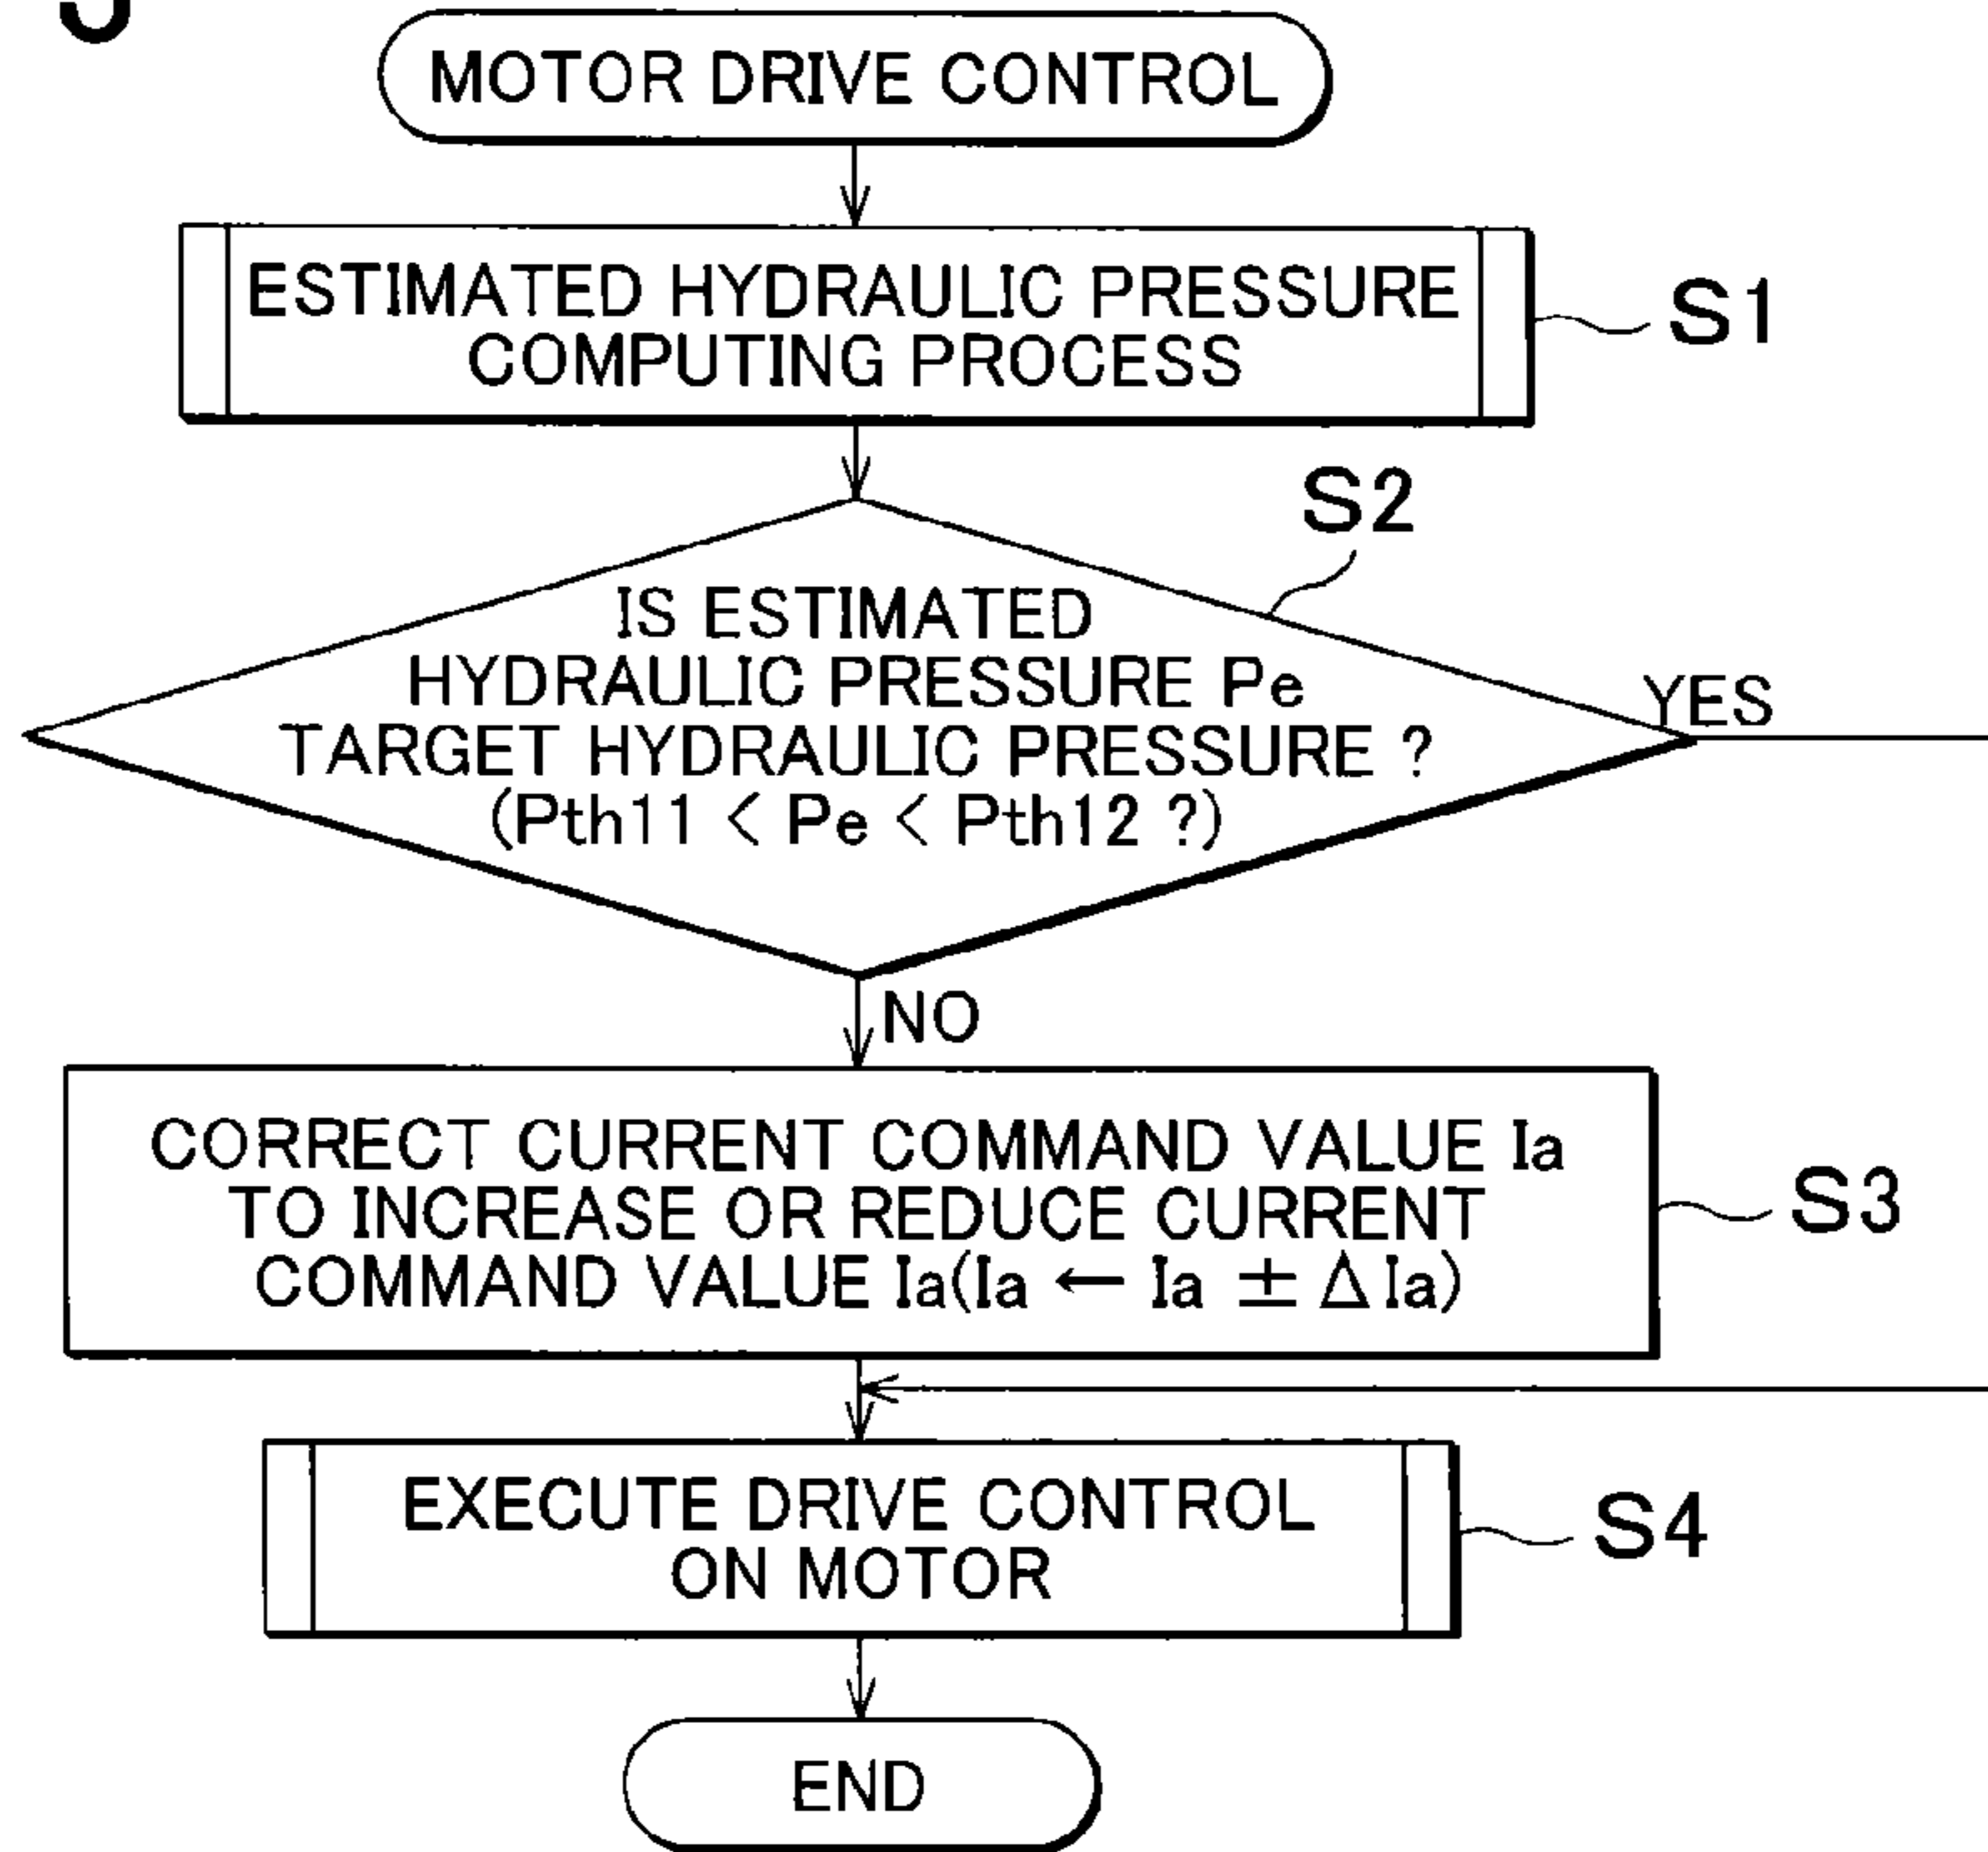 MOTOR DRIVE CONTROL
ESTIMATED HYDRAULIC PRESSURE
COMPUTING PROCESS
S1
S2
IS ESTIMATED
HYDRAULIC PRESSURE Pe
TARGET HYDRAULIC PRESSURE ?
(Pth11 < Pe < Pth12 ?)
YES
NO
CORRECT CURRENT COMMAND VALUE Ia
TO INCREASE OR REDUCE CURRENT
COMMAND VALUE Ia(Ia ← Ia ± Δ Ia)
S3
EXECUTE DRIVE CONTROL
ON MOTOR
S4
END